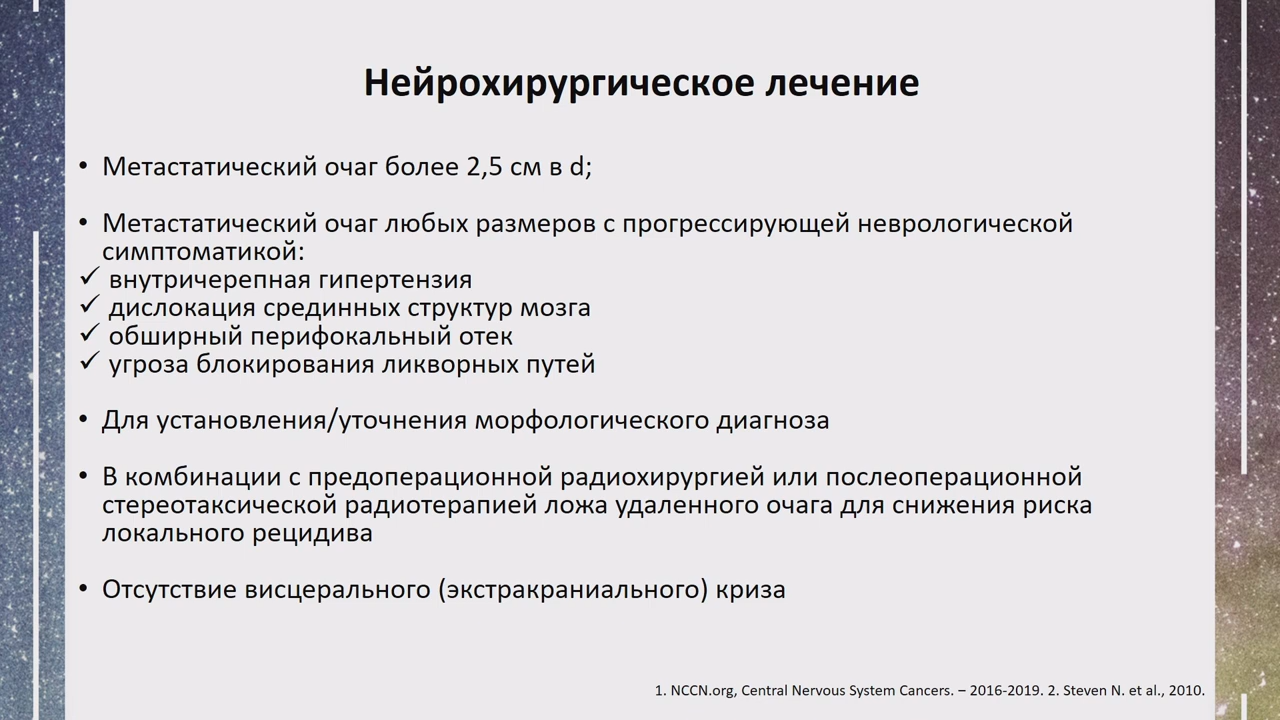 Нейрохирургическое лечение
• Метастатический очаг более 2,5 см в d;
• Метастатический очаг любых размеров с прогрессирующей неврологической
симптоматикой:
✓ внутричерепная гипертензия
✓ дислокация срединных структур мозга
✓ обширный перифокальный отек
✓ угроза блокирования ликворных путей
• Для установления/уточнения морфологического диагноза
• В комбинации с предоперационной радиохирургией или послеоперационной
стереотаксической радиотерапией ложа удаленного очага для снижения риска
локального рецидива
• Отсутствие висцерального (экстракраниального) криза
1. NCCN.org, Central Nervous System Cancers. – 2016-2019. 2. Steven N. et al., 2010.